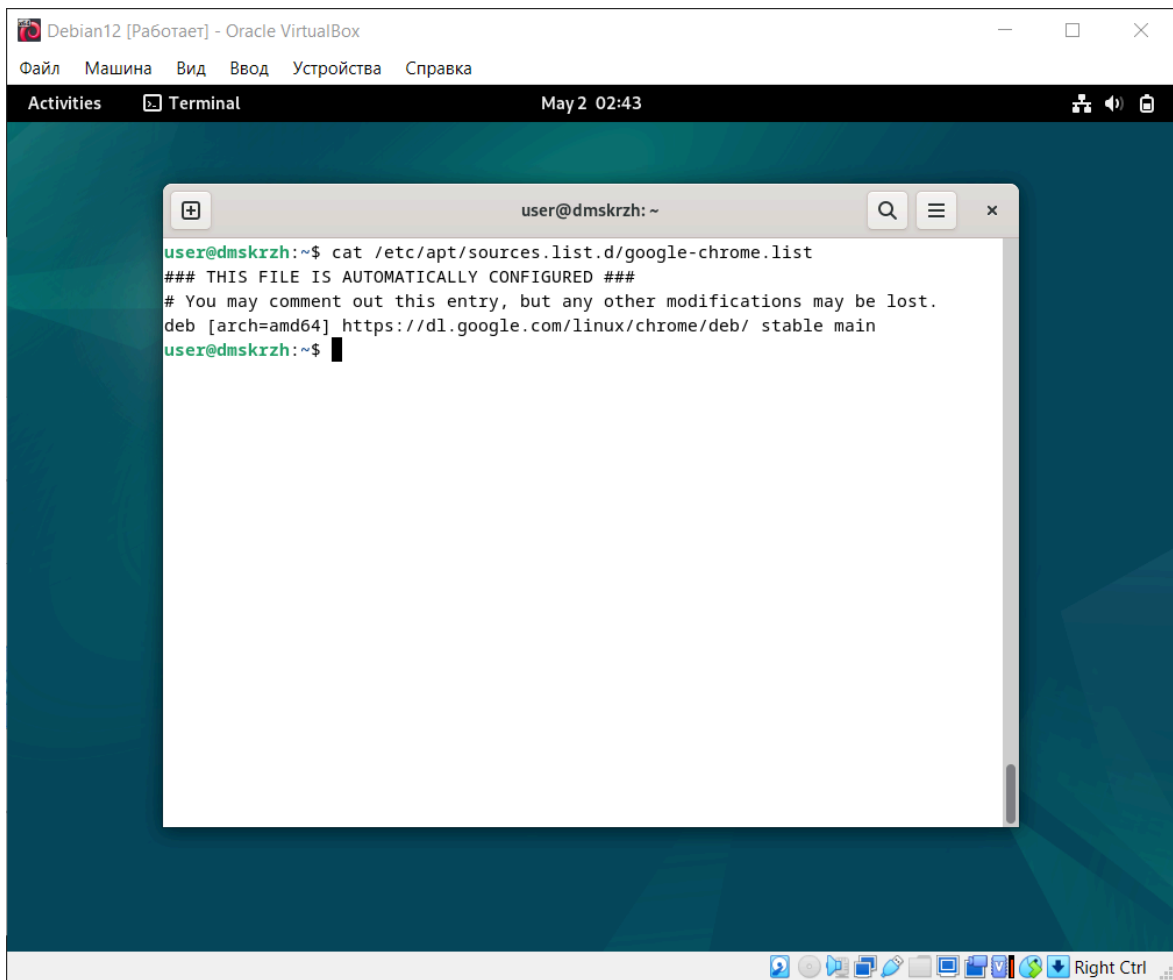 Debian12 [Работает] - Oracle VirtualBox
Файл Машина Вид Ввод Устройства Справка
Activities Terminal May 2 02:43
user@dmskrzh: ~
user@dmskrzh:~$ cat /etc/apt/sources.list.d/google-chrome.list
### THIS FILE IS AUTOMATICALLY CONFIGURED ###
# You may comment out this entry, but any other modifications may be lost.
deb [arch=amd64] https://dl.google.com/linux/chrome/deb/ stable main
user@dmskrzh:~$
Right Ctrl